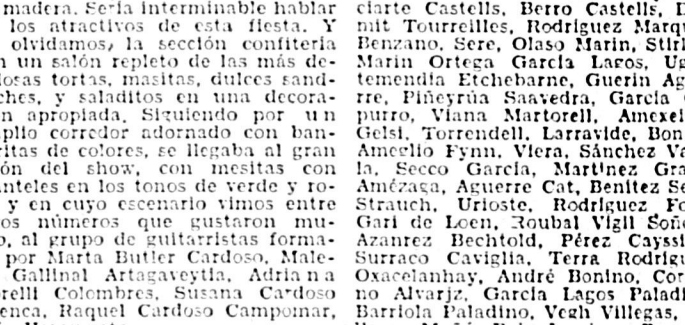 madera. Sería interminable hablar
los atractivos de esta fiesta. Y
olvidamos, la sección confitería
n un salón repleto de las más de-
losas tortas, masitas, dulces sand-
ches, y saladitos en una decora-
n apropiada. Siguiendo por un
plio corredor adornado con ban-
ritas de colores, se llegaba al gran
ón del show, con mesitas con
anteles en los tonos de verde y ro-
y en cuyo escenario vimos entre
os números que gustaron mu-
o, al grupo de guitarristas forma-
por Marta Butler Cardoso, Male-
Gallinal Artagaveytia, Adriana
orelli Colombres, Susana Cardoso
enca, Raquel Cardoso Campomar,
ciarte Castells, Berro Castells, D
mit Tourreilles, Rodríguez Marqu
Benzano, Sere, Olaso Marin, Stirl
Marin Ortega García Lagos, Ug
temendia Etchebarne, Guerin Ag
rre, Piñeyrúa Saavedra, García
purro, Viana Martorell, Amexel
Gelsi, Torrendell, Larravide, Bon
Ameglio Fynn, Viera, Sánchez Va
la, Secco García, Martínez Gra
Amézaga, Aguerre Cat, Benítez Se
Strauch, Urioste, Rodríguez Fo
Gari de Loen, Roubal Vigil Soñ
Azanrez Bechtold, Pérez Cayssi
Surraco Caviglia, Terra Rodrígu
Oxacelanhay, André Bonino, Cor
no Alvarjz, García Lagos Paladi
Barriola Paladino, Vegh Villegas,